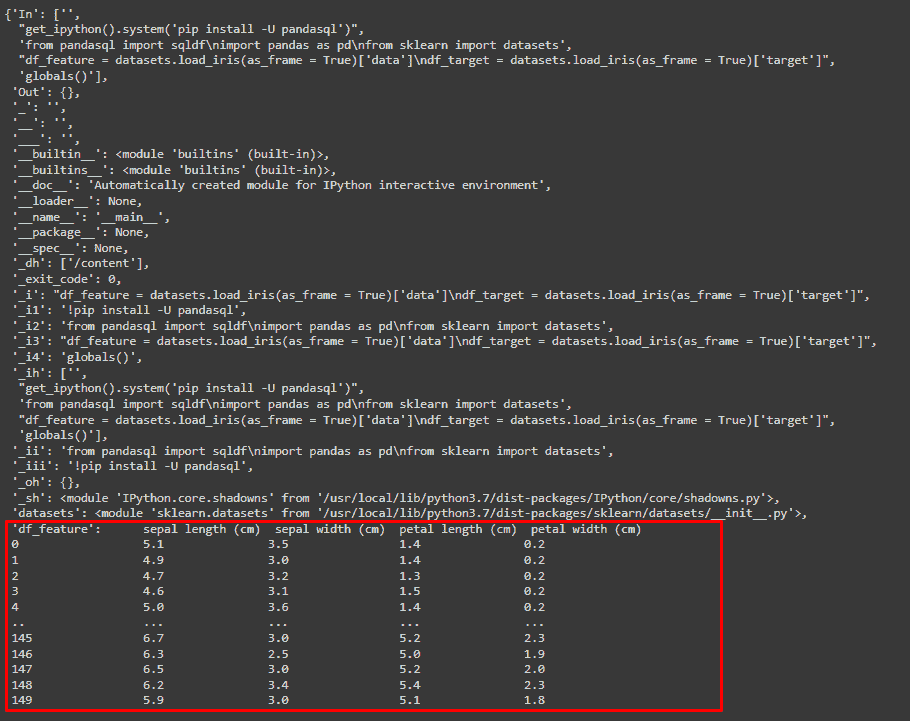 {'In': ['',
"get_ipython().system('pip install -U pandasql')",
'from pandasql import sqldf\nimport pandas as pd\nfrom sklearn import datasets',
"df_feature = datasets.load_iris(as_frame = True)['data']\ndf_target = datasets.load_iris(as_frame = True)['target']",
'globals()'],
'Out': {},
'_': '',
'__': '',
'___': '',
'__builtin__': <module 'builtins' (built-in)>,
'__builtins__': <module 'builtins' (built-in)>,
'__doc__': 'Automatically created module for IPython interactive environment',
'__loader__': None,
'__name__': '__main__',
'__package__': None,
'__spec__': None,
'_dh': ['/content'],
'_exit_code': 0,
'_i': "df_feature = datasets.load_iris(as_frame = True)['data']\ndf_target = datasets.load_iris(as_frame = True)['target']",
'_i1': '!pip install -U pandasql',
'_i2': 'from pandasql import sqldf\nimport pandas as pd\nfrom sklearn import datasets',
'_i3': "df_feature = datasets.load_iris(as_frame = True)['data']\ndf_target = datasets.load_iris(as_frame = True)['target']",
'_i4': 'globals()',
'_ih': ['',
"get_ipython().system('pip install -U pandasql')",
'from pandasql import sqldf\nimport pandas as pd\nfrom sklearn import datasets',
"df_feature = datasets.load_iris(as_frame = True)['data']\ndf_target = datasets.load_iris(as_frame = True)['target']",
'globals()'],
'_ii': 'from pandasql import sqldf\nimport pandas as pd\nfrom sklearn import datasets',
'_iii': '!pip install -U pandasql',
'_oh': {},
'_sh': <module 'IPython.core.shadowns' from '/usr/local/lib/python3.7/dist-packages/IPython/core/shadowns.py'>,
'datasets': <module 'sklearn.datasets' from '/usr/local/lib/python3.7/dist-packages/sklearn/datasets/__init__.py'>,
'df_feature': sepal length (cm) sepal width (cm) petal length (cm) petal width (cm)
0 5.1 3.5 1.4 0.2
1 4.9 3.0 1.4 0.2
2 4.7 3.2 1.3 0.2
3 4.6 3.1 1.5 0.2
4 5.0 3.6 1.4 0.2
.. ... ... ... ...
145 6.7 3.0 5.2 2.3
146 6.3 2.5 5.0 1.9
147 6.5 3.0 5.2 2.0
148 6.2 3.4 5.4 2.3
149 5.9 3.0 5.1 1.8